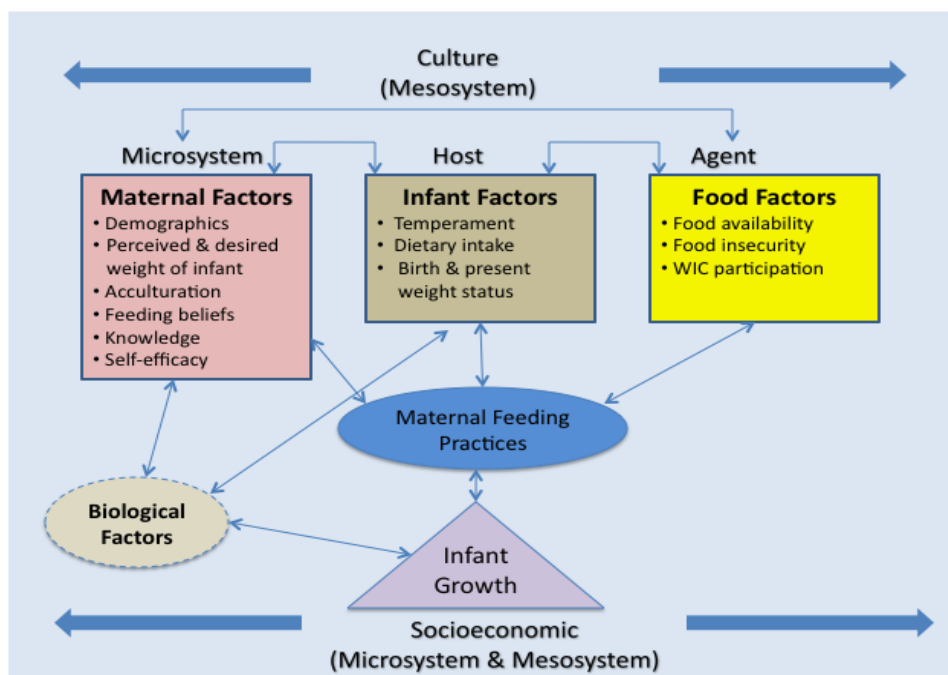 Culture
(Mesosystem)
Microsystem
Host
Agent
Maternal Factors
• Demographics
• Perceived & desired
weight of infant
• Acculturation
• Feeding beliefs
• Knowledge
• Self-efficacy
Infant Factors
• Temperament
• Dietary intake
• Birth & present
weight status
Food Factors
• Food availability
• Food insecurity
• WIC participation
Maternal Feeding
Practices
Biological
Factors
Infant
Growth
Socioeconomic
(Microsystem & Mesosystem)